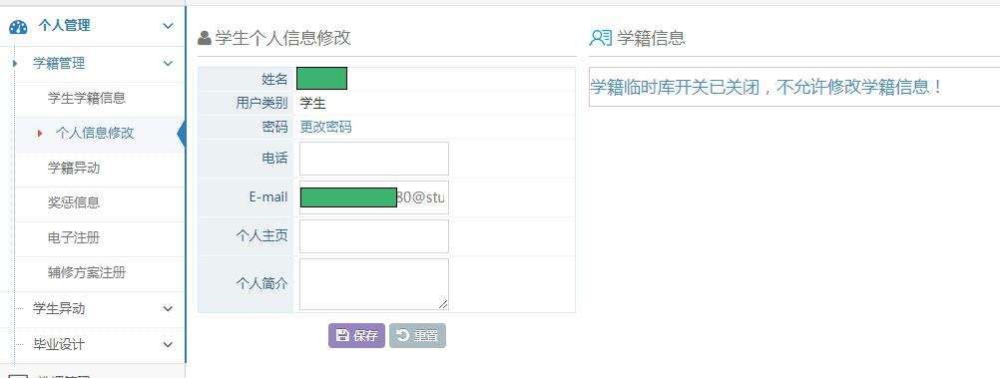 个人管理
学籍管理
学生学籍信息
个人信息修改
学籍异动
奖惩信息
电子注册
辅修方案注册
学生异动
毕业设计
学生个人信息修改
姓名
用户类别 学生
密码 更改密码
电话
E-mail 80@stu
个人主页
个人简介
保存 重置
学籍信息
学籍临时库开关已关闭，不允许修改学籍信息！